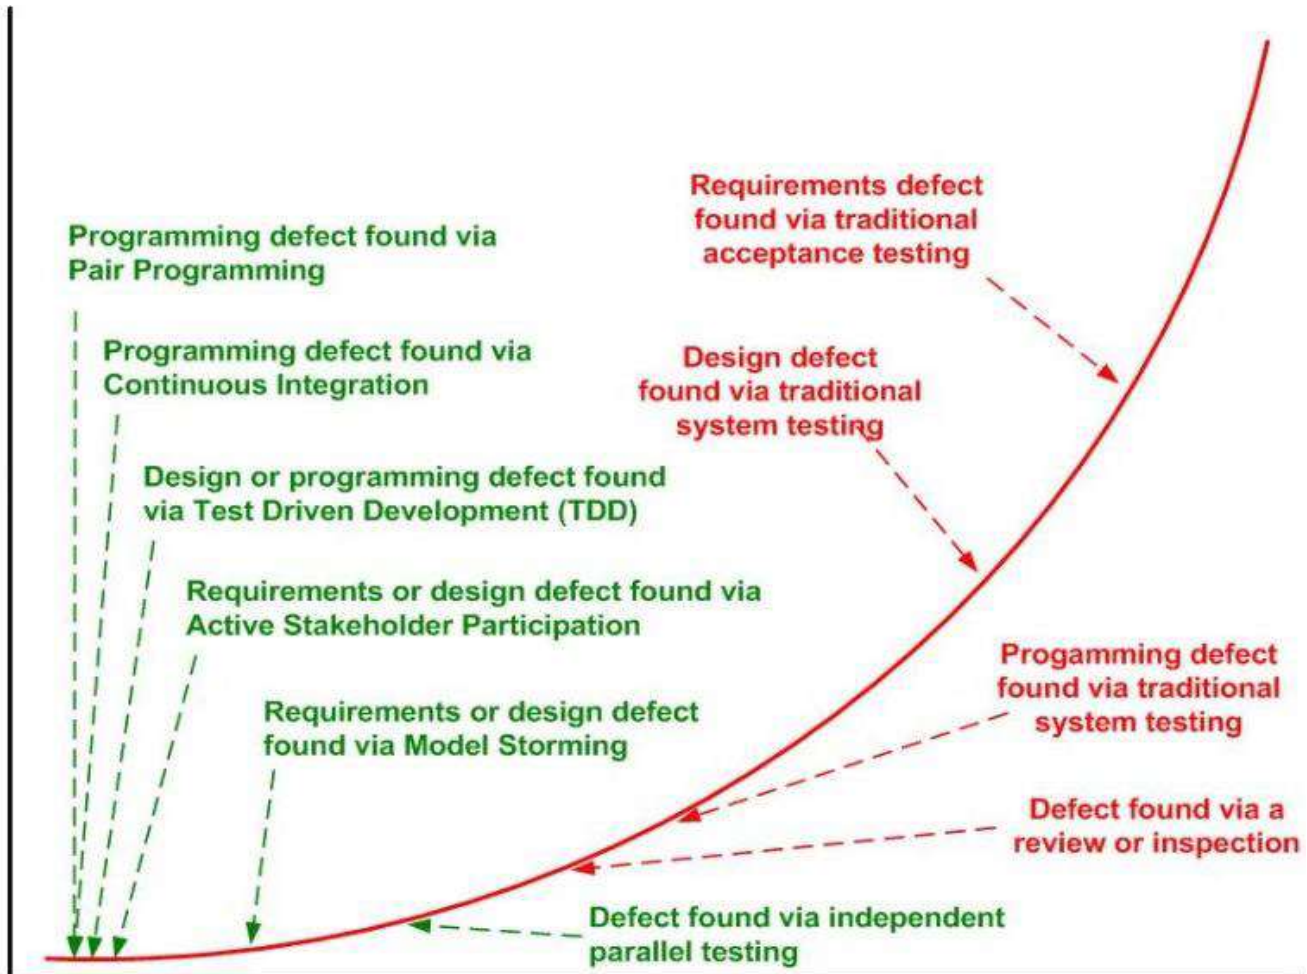 Programming defect found via
Pair Programming
Programming defect found via
Continuous Integration
Design or programming defect found
via Test Driven Development (TDD)
Requirements or design defect found via
Active Stakeholder Participation
Requirements or design defect
found via Model Storming
Defect found via independent
parallel testing
Requirements defect
found via traditional
acceptance testing
Design defect
found via traditional
system testing
Progamming defect
found via traditional
system testing
Defect found via a
review or inspection